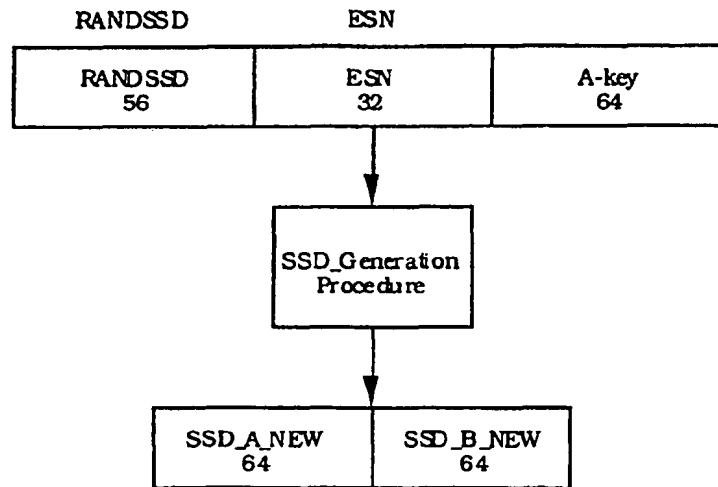 RANDSSD ESN
RANDSSD ESN A-key
56 32 64
SSD_Generation
Procedure
SSD_A_NEW SSD_B_NEW
64 64